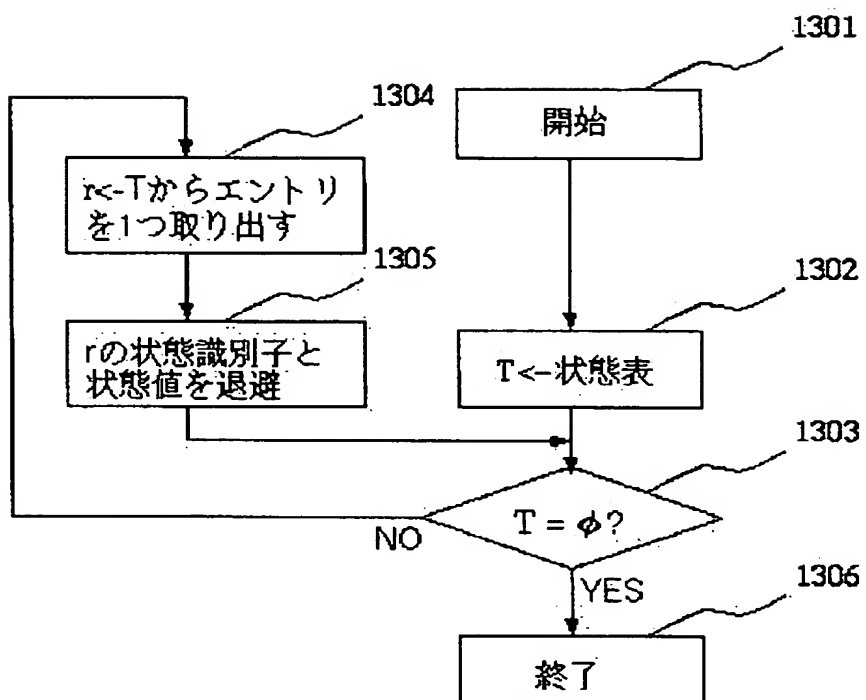 1301
開始
1304
r<-Tからエントリ
を1つ取り出す
1305
rの状態識別子と
状態値を退避
1302
T<-状態表
1303
T = φ?
NO
YES
1306
終了